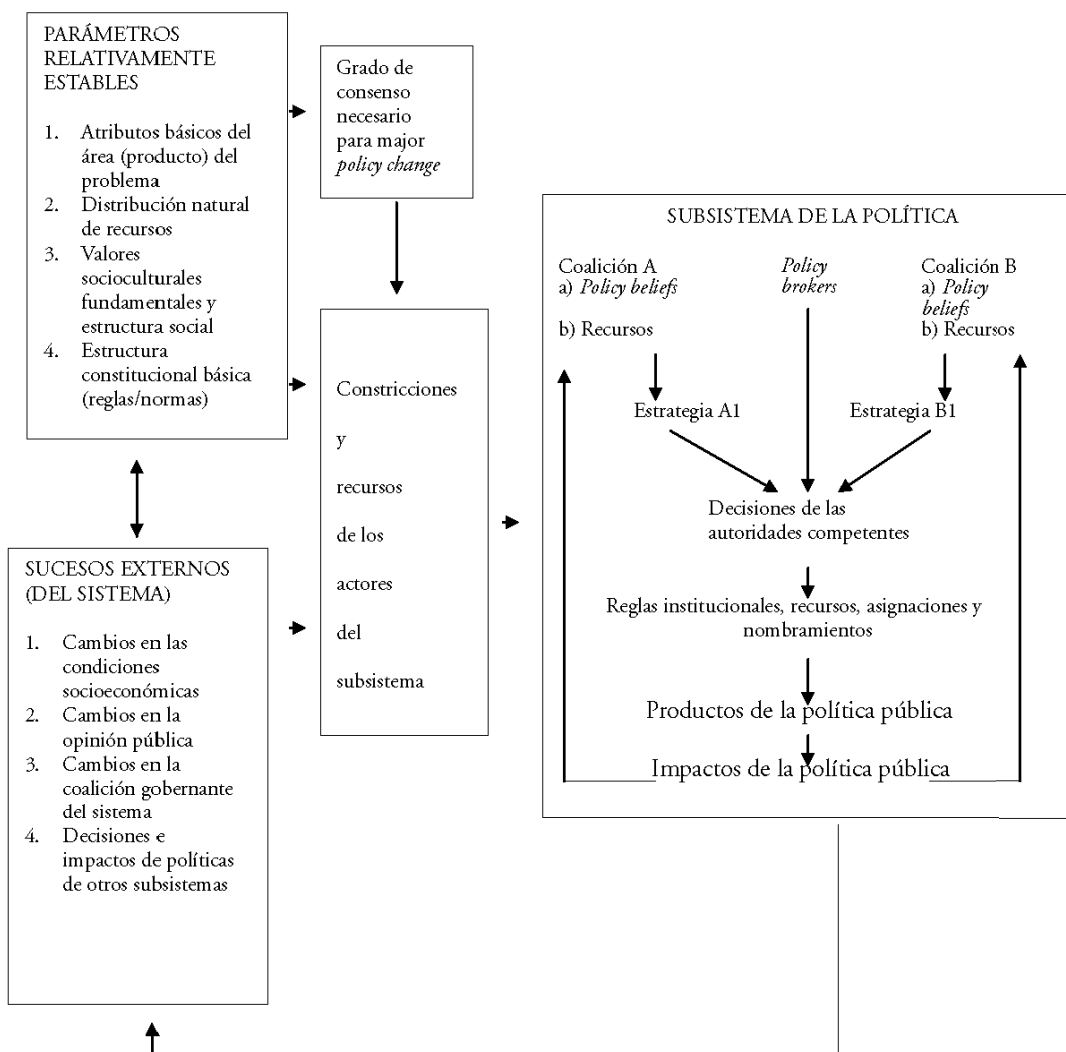 PARÁMETROS
RELATIVAMENTE
ESTABLES
1. Atributos básicos del
área (producto) del
problema
2. Distribución natural
de recursos
3. Valores
socioculturales
fundamentales y
estructura social
4. Estructura
constitucional básica
(reglas/normas)
Grado de
consenso
necesario
para major
policy change
SUCESOS EXTERNOS
(DEL SISTEMA)
1. Cambios en las
condiciones
socioeconómicas
2. Cambios en la
opinión pública
3. Cambios en la
coalición gobernante
del sistema
4. Decisiones e
impactos de políticas
de otros subsistemas
Constricciones
y
recursos
de los
actores
del
subsistema
SUBSISTEMA DE LA POLÍTICA
Coalición A
a) Policy beliefs
b) Recursos
Policy
brokers
Coalición B
a) Policy
beliefs
b) Recursos
Estrategia A1
Estrategia B1
Decisiones de las
autoridades competentes
Reglas institucionales, recursos, asignaciones y
nombramientos
Productos de la política pública
Impactos de la política pública